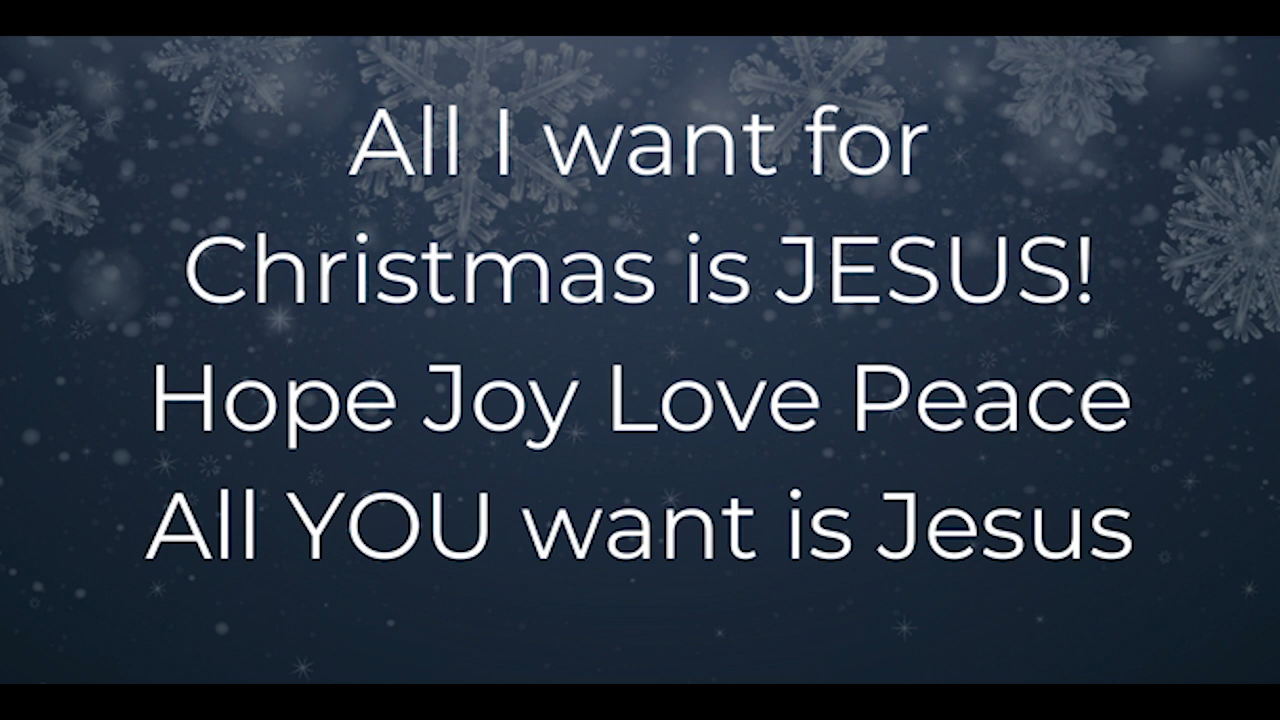 All I want for
Christmas is JESUS!
Hope Joy Love Peace
All YOU want is Jesus